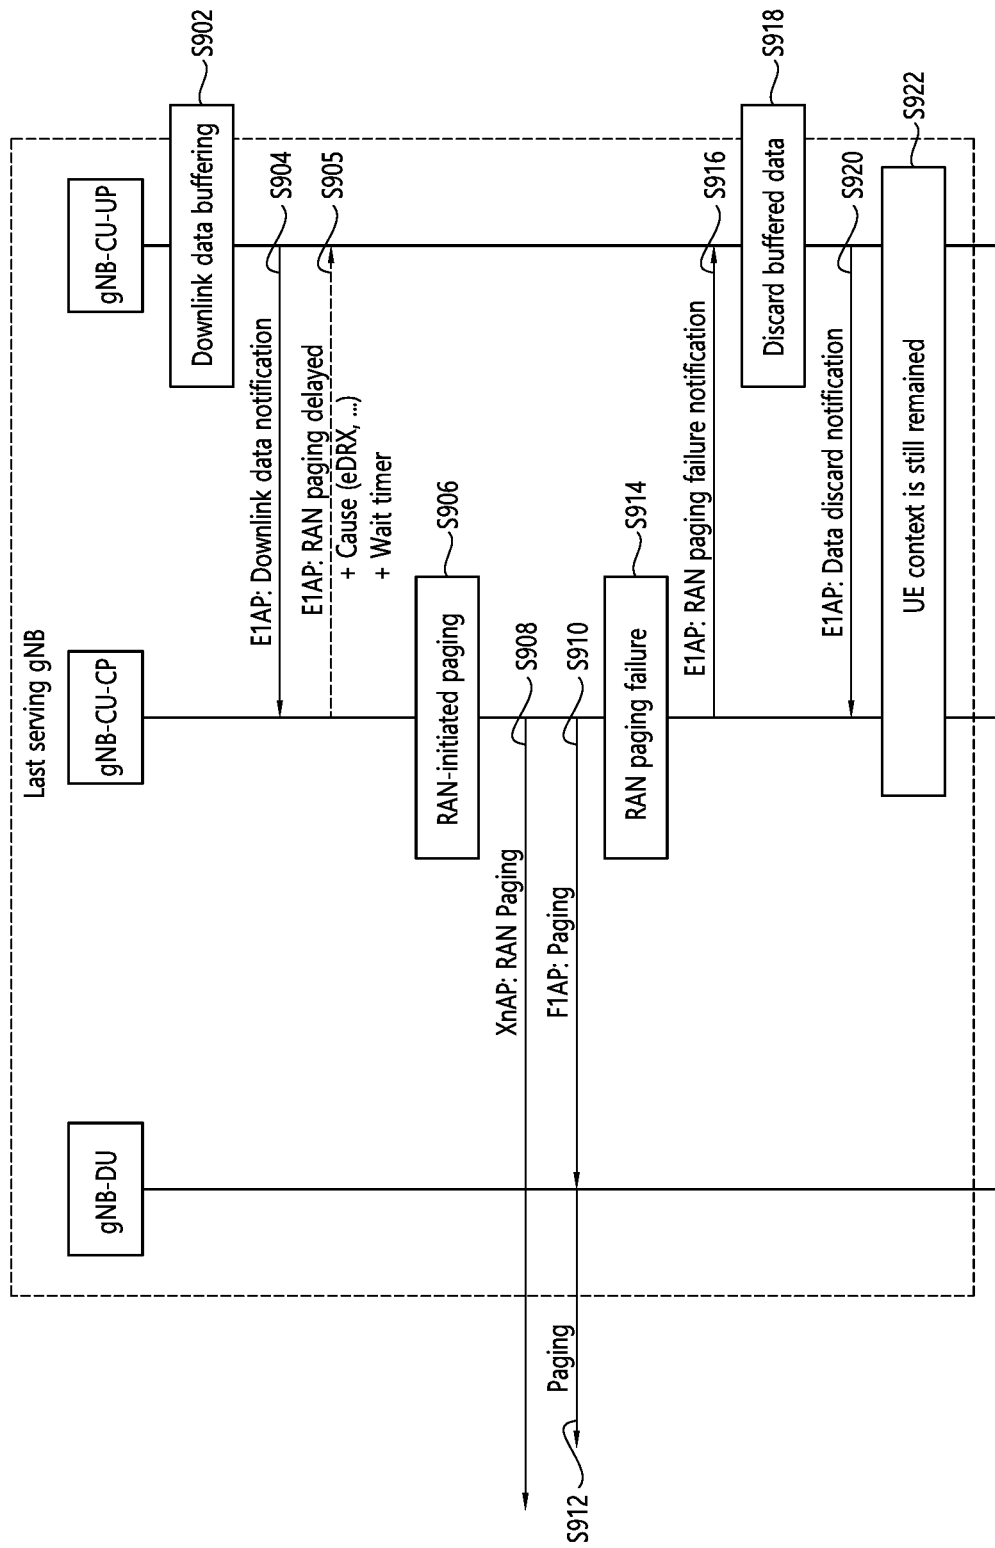 Last serving gNB
gNB-DU
gNB-CU-CP
gNB-CU-UP
Downlink data buffering
S902
E1AP: Downlink data notification
S904
E1AP: RAN paging delayed
+ Cause (eDRX, ...)
+ Wait timer
S905
RAN-initiated paging
S906
XnAP: RAN Paging
S908
F1AP: Paging
S910
Paging
S912
RAN paging failure
S914
E1AP: RAN paging failure notification
S916
Discard buffered data
S918
E1AP: Data discard notification
S920
UE context is still remained
S922